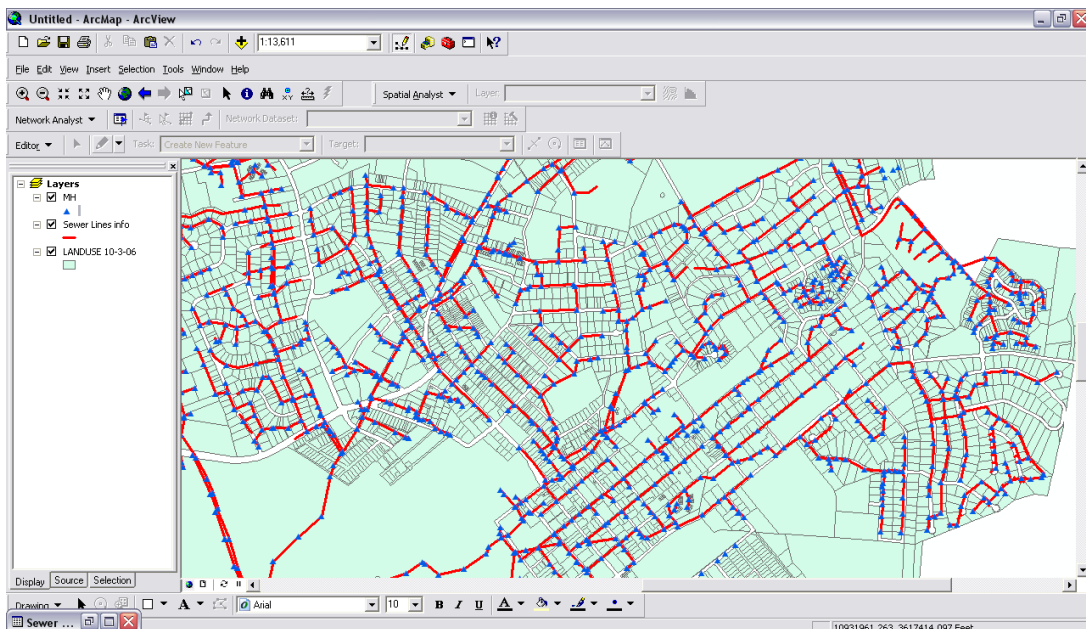 Untitled - ArcMap - ArcView
1:13,611
File Edit View Insert Selection Tools Window Help
Spatial Analyst Layer:
Network Analyst Network Dataset:
Editor Task: Create New Feature Target:
Layers
MH
Sewer Lines info
LANDUSE 10-3-06
Display Source Selection
Drawing A Arial 10 B I U A
Sewer ...
10931961.263 3617414.097 Feet